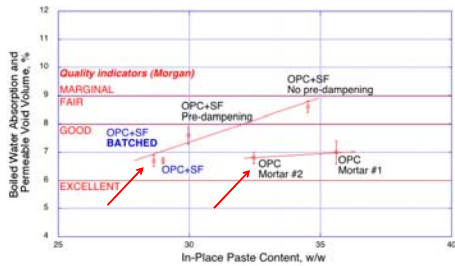 12
11
10
9
8
7
6
5
4
25
30
35
40
Boiled Water Absorption and
Permeable Void Volume, %
In-Place Paste Content, w/w
Quality indicators (Morgan)
MARGINAL
FAIR
GOOD
EXCELLENT
OPC+SF
No pre-dampening
OPC+SF
Pre-dampening
OPC+SF
BATCHED
OPC+SF
OPC
Mortar #2
OPC
Mortar #1